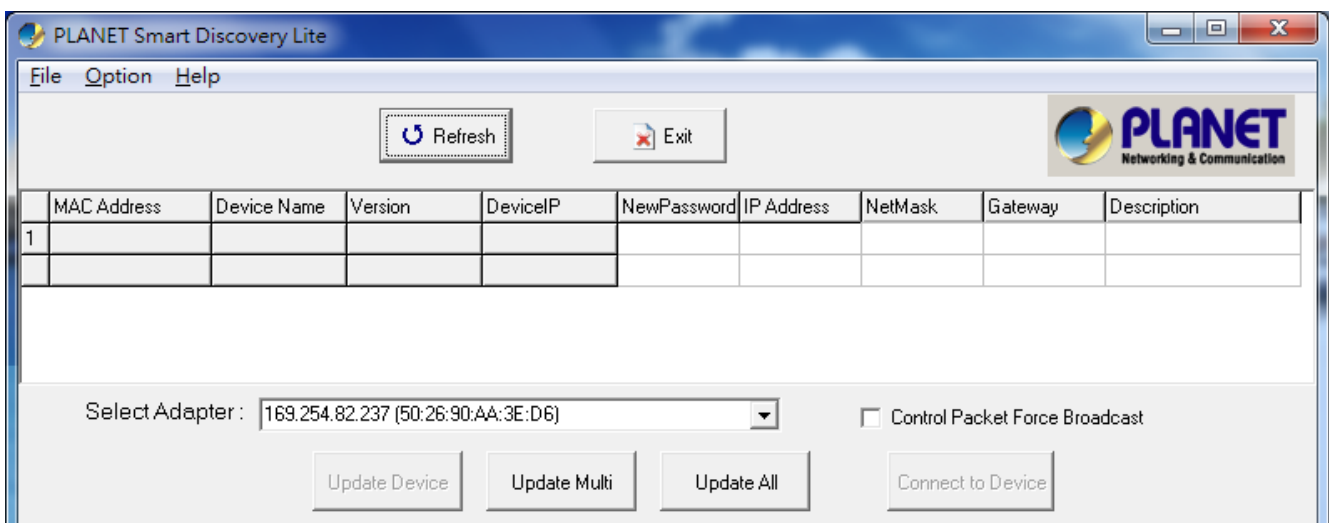 PLANET Smart Discovery Lite
File Option Help
Refresh Exit PLANET
Networking & Communication
MAC Address Device Name Version DeviceIP NewPassword IP Address NetMask Gateway Description
1
Select Adapter : 169.254.82.237 (50:26:90:AA:3E:D6) Control Packet Force Broadcast
Update Device Update Multi Update All Connect to Device